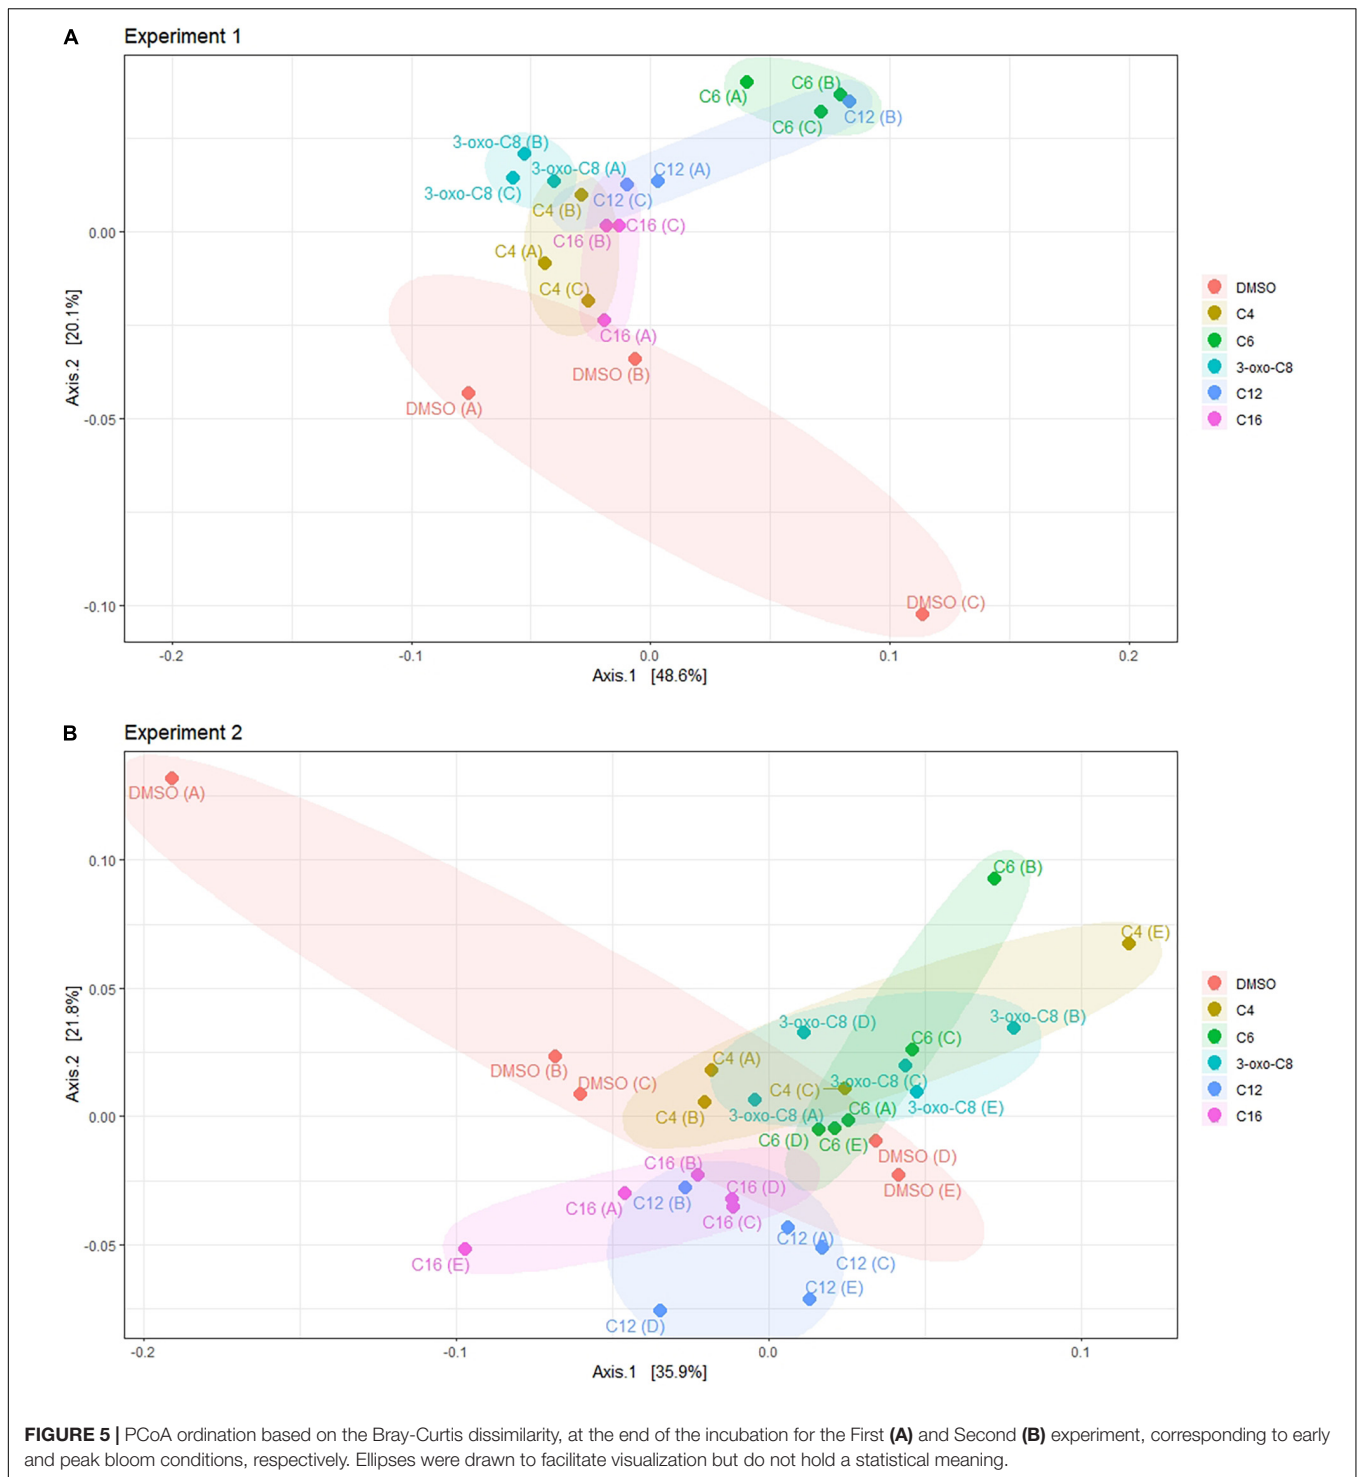 A
Experiment 1
C6 (A)
C6 (B)
C6 (C)
C12 (B)
3-oxo-C8 (B)
3-oxo-C8 (A)
3-oxo-C8 (C)
C12 (A)
C12 (C)
C4 (B)
C16 (C)
C16 (B)
C4 (A)
C4 (C)
C16 (A)
DMSO (B)
DMSO (A)
DMSO (C)
0.00
-0.05
-0.10
Axis.2 [20.1%]
-0.2
-0.1
0.0
0.1
0.2
Axis.1 [48.6%]
DMSO
C4
C6
3-oxo-C8
C12
C16
B
Experiment 2
DMSO (A)
C6 (B)
C4 (E)
3-oxo-C8 (D)
3-oxo-C8 (B)
C6 (C)
C4 (A)
DMSO (B)
DMSO (C)
C4 (C)
3-oxo-C8 (C)
C4 (B)
3-oxo-C8 (A)
C6 (A)
3-oxo-C8 (E)
C6 (D)
C6 (E)
DMSO (D)
C16 (B)
DMSO (E)
C16 (D)
C12 (B)
C16 (A)
C16 (C)
C12 (A)
C16 (E)
C12 (C)
C12 (E)
C12 (D)
0.10
0.05
0.00
-0.05
Axis.2 [21.8%]
-0.2
-0.1
0.0
0.1
Axis.1 [35.9%]
DMSO
C4
C6
3-oxo-C8
C12
C16
FIGURE 5 | PCoA ordination based on the Bray-Curtis dissimilarity, at the end of the incubation for the First (A) and Second (B) experiment, corresponding to early
and peak bloom conditions, respectively. Ellipses were drawn to facilitate visualization but do not hold a statistical meaning.